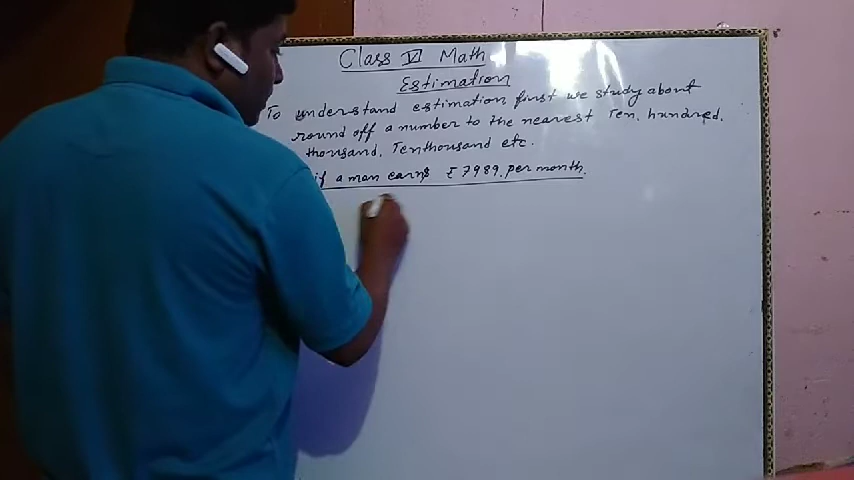 Class VI Math
Estimation
To understand estimation first we study about
round off a number to the nearest Ten, hundred,
thousand, Tenthousand etc.
if a man earns ₹ 7989. per month.